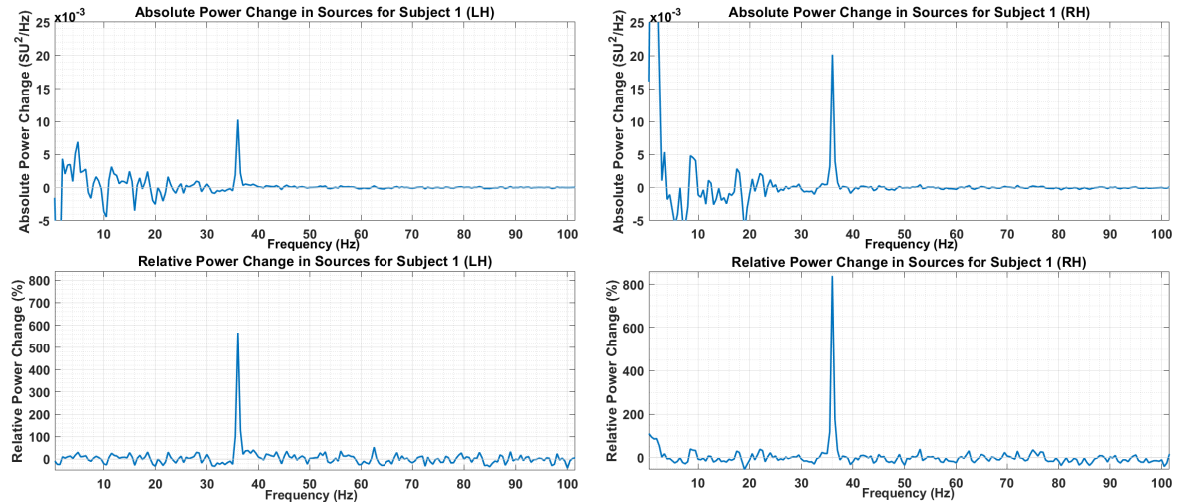 Absolute Power Change in Sources for Subject 1 (LH)
×10-3
Absolute Power Change (SU2/Hz)
25
20
15
10
5
0
-5
10 20 30 40 50 60 70 80 90 100
Frequency (Hz)
Absolute Power Change in Sources for Subject 1 (RH)
×10-3
Absolute Power Change (SU2/Hz)
25
20
15
10
5
0
-5
10 20 30 40 50 60 70 80 90 100
Frequency (Hz)
Relative Power Change in Sources for Subject 1 (LH)
Relative Power Change (%)
800
700
600
500
400
300
200
100
0
10 20 30 40 50 60 70 80 90 100
Frequency (Hz)
Relative Power Change in Sources for Subject 1 (RH)
Relative Power Change (%)
800
600
400
200
0
10 20 30 40 50 60 70 80 90 100
Frequency (Hz)